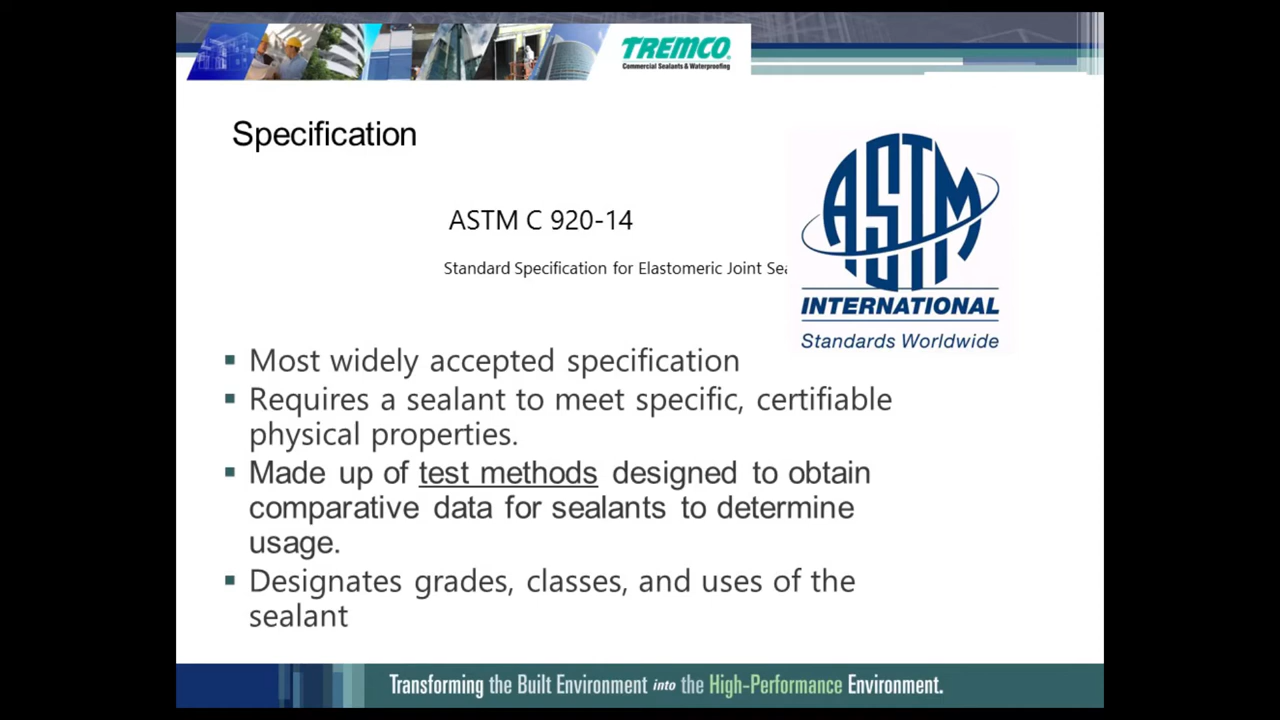 TREMCO
Commercial Sealants & Waterproofing
Specification
ASTM C 920-14
Standard Specification for Elastomeric Joint Sea
ASTM
INTERNATIONAL
Standards Worldwide
▪ Most widely accepted specification
▪ Requires a sealant to meet specific, certifiable
physical properties.
▪ Made up of test methods designed to obtain
comparative data for sealants to determine
usage.
▪ Designates grades, classes, and uses of the
sealant
Transforming the Built Environment into the High-Performance Environment.